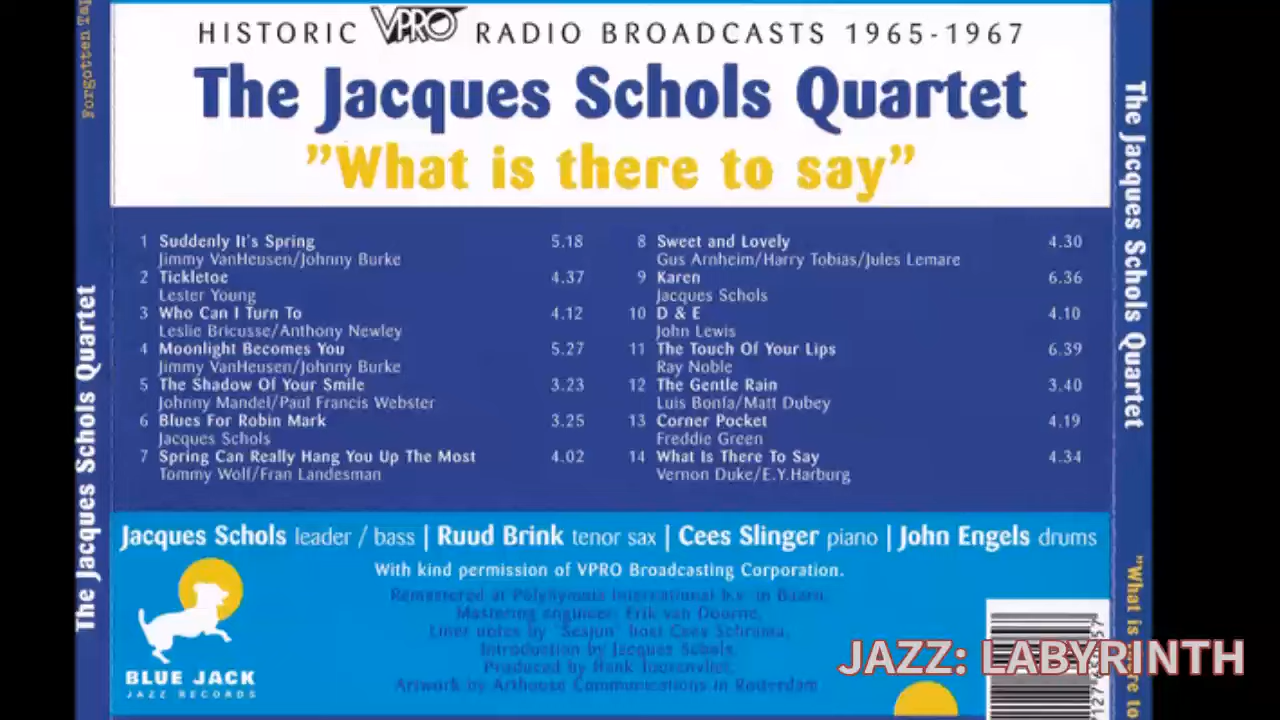 HISTORIC VPRO RADIO BROADCASTS 1965-1967
The Jacques Schols Quartet
"What is there to say"
1 Suddenly It's Spring 5.18
Jimmy VanHeusen/Johnny Burke
2 Tickletoe 4.37
Lester Young
3 Who Can I Turn To 4.12
Leslie Bricusse/Anthony Newley
4 Moonlight Becomes You 5.27
Jimmy VanHeusen/Johnny Burke
5 The Shadow Of Your Smile 3.23
Johnny Mandel/Paul Francis Webster
6 Blues For Robin Mark 3.25
Jacques Schols
7 Spring Can Really Hang You Up The Most 4.02
Tommy Wolf/Fran Landesman
8 Sweet and Lovely 4.30
Gus Arnheim/Harry Tobias/Jules Lemare
9 Karen 6.36
Jacques Schols
10 D & E 4.10
John Lewis
11 The Touch Of Your Lips 6.39
Ray Noble
12 The Gentle Rain 3.40
Luis Bonfa/Matt Dubey
13 Corner Pocket 4.19
Freddie Green
14 What Is There To Say 4.34
Vernon Duke/E.Y.Harburg
Jacques Schols leader / bass | Ruud Brink tenor sax | Cees Slinger piano | John Engels drums
With kind permission of VPRO Broadcasting Corporation.
Remastered at Polyhymnia International b.v. in Baarn.
Mastering engineer: Erik van Doorne.
Liner notes by "Sesjun" host Cees Schrama.
Introduction by Jacques Schols.
Produced by Henk Toorenvliet.
Artwork by Arthouse Communications in Rotterdam
BLUE JACK
JAZZ RECORDS
JAZZ: LABYRINTH
Forgotten
The Jacques Schols Quartet
The Jacques Schols Quartet
"What is there to